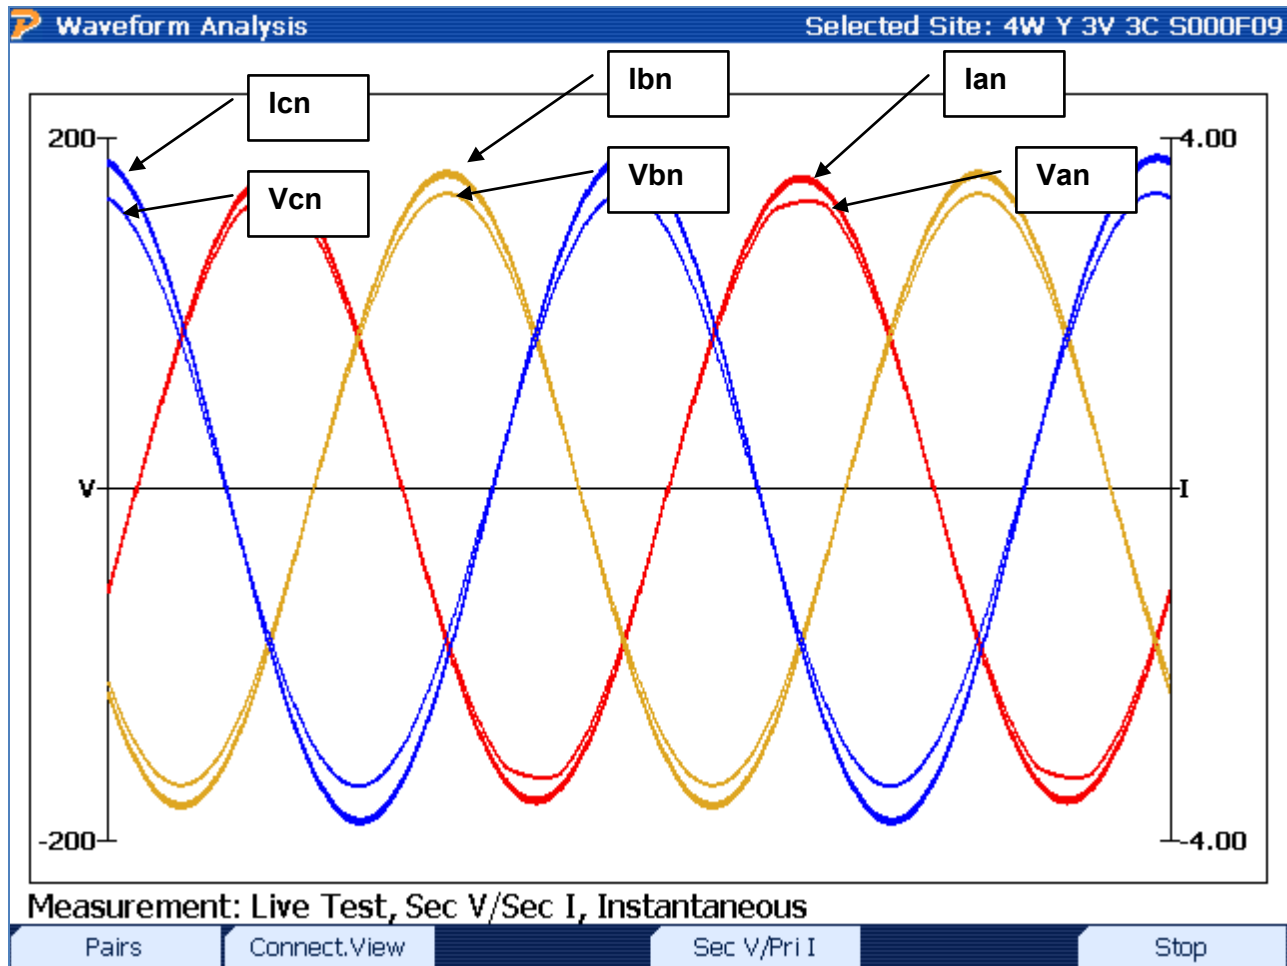 Waveform Analysis
Selected Site: 4W Y 3V 3C S000F09
Icn
Ibn
Ian
200
4.00
Vcn
Vbn
Van
V
I
-200
-4.00
Measurement: Live Test, Sec V/Sec I, Instantaneous
Pairs
Connect.View
Sec V/Pri I
Stop